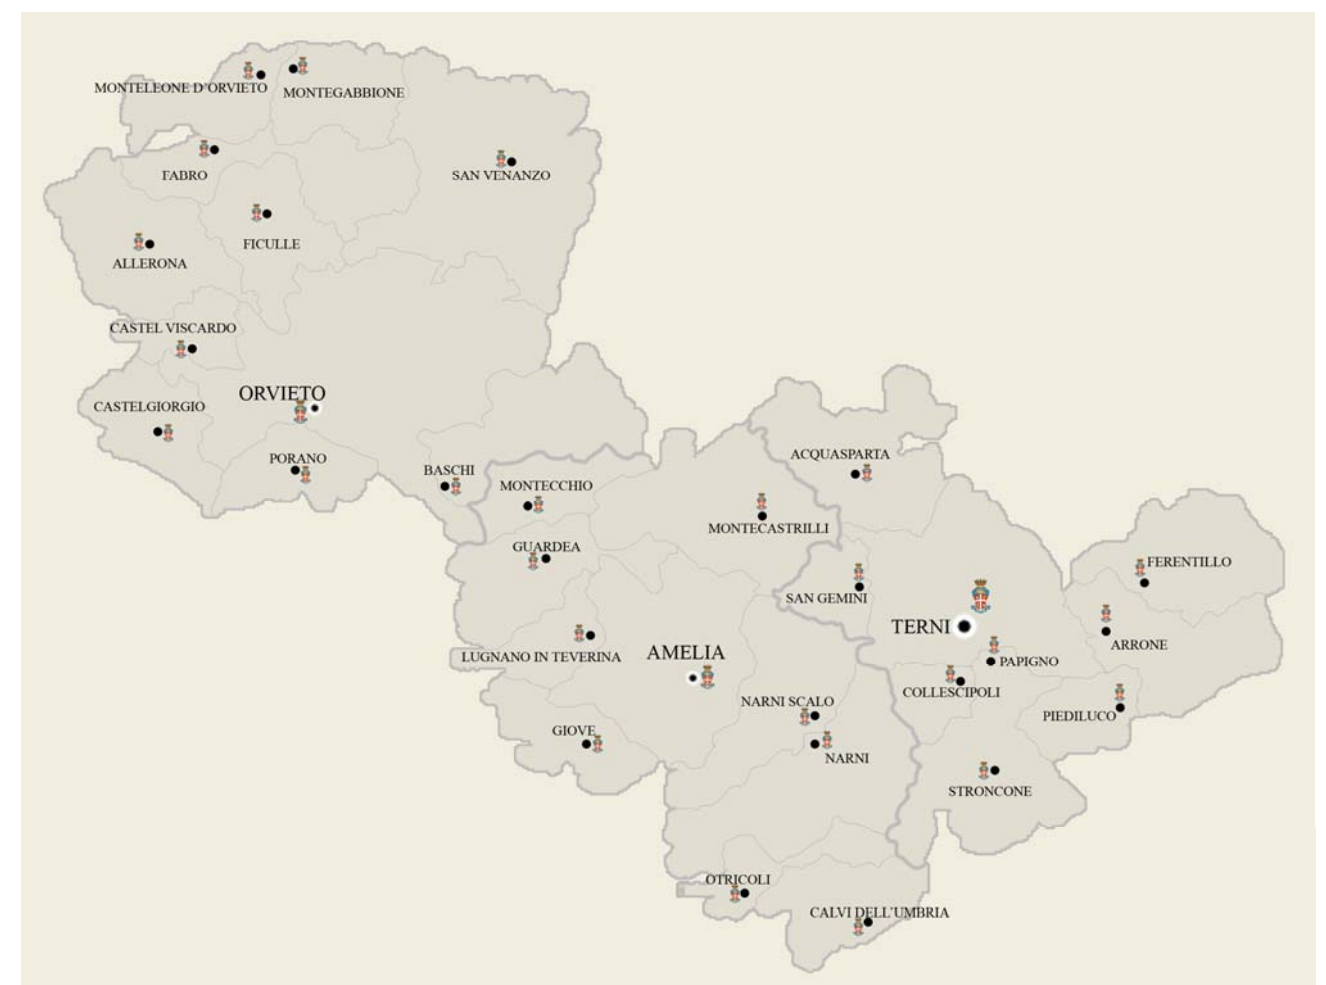 MONTELEONE D'ORVIETO
MONTEGABBIONE
FABRO
SAN VENANZO
FICULLE
ALLERONA
CASTEL VISCARDO
ORVIETO
CASTELGIORGIO
PORANO
BASCHI
MONTECCHIO
ACQUASPARTA
MONTECASTRILLI
GUARDEA
FERENTILLO
SAN GEMINI
TERNI
ARRONE
AMELIA
LUGNANO IN TEVERINA
PAPIGNO
COLLESCIPOLI
NARNI SCALO
PIEDILUCO
GIOVE
NARNI
STRONCONE
OTRICOLI
CALVI DELL'UMBRIA